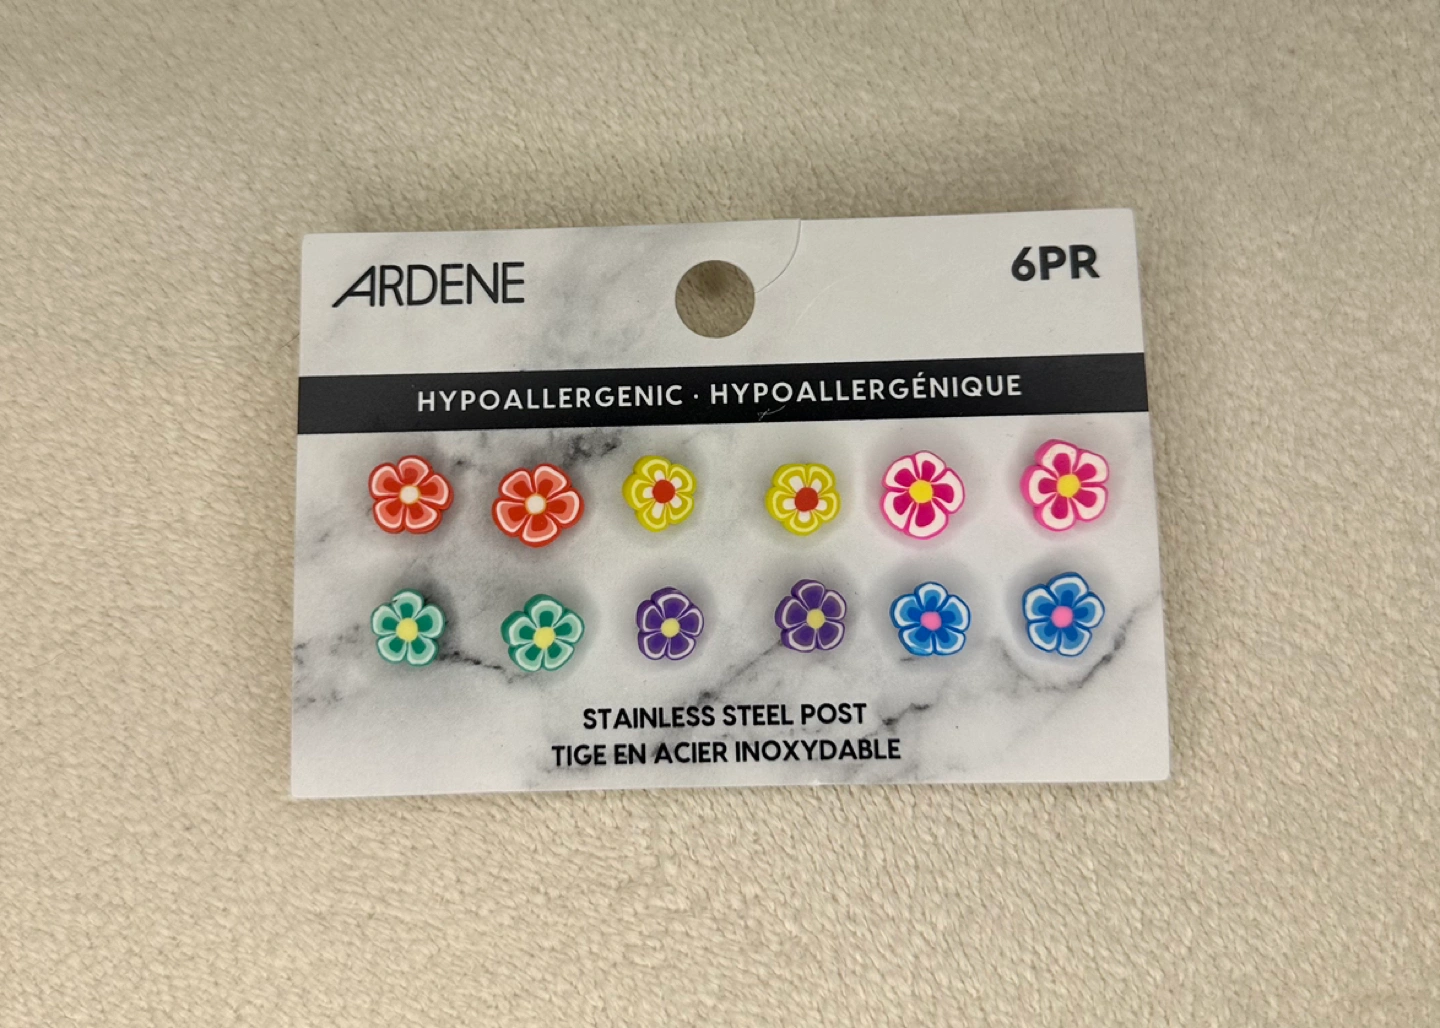 ARDENE
6PR
HYPOALLERGENIC · HYPOALLERGÉNIQUE
STAINLESS STEEL POST
TIGE EN ACIER INOXYDABLE